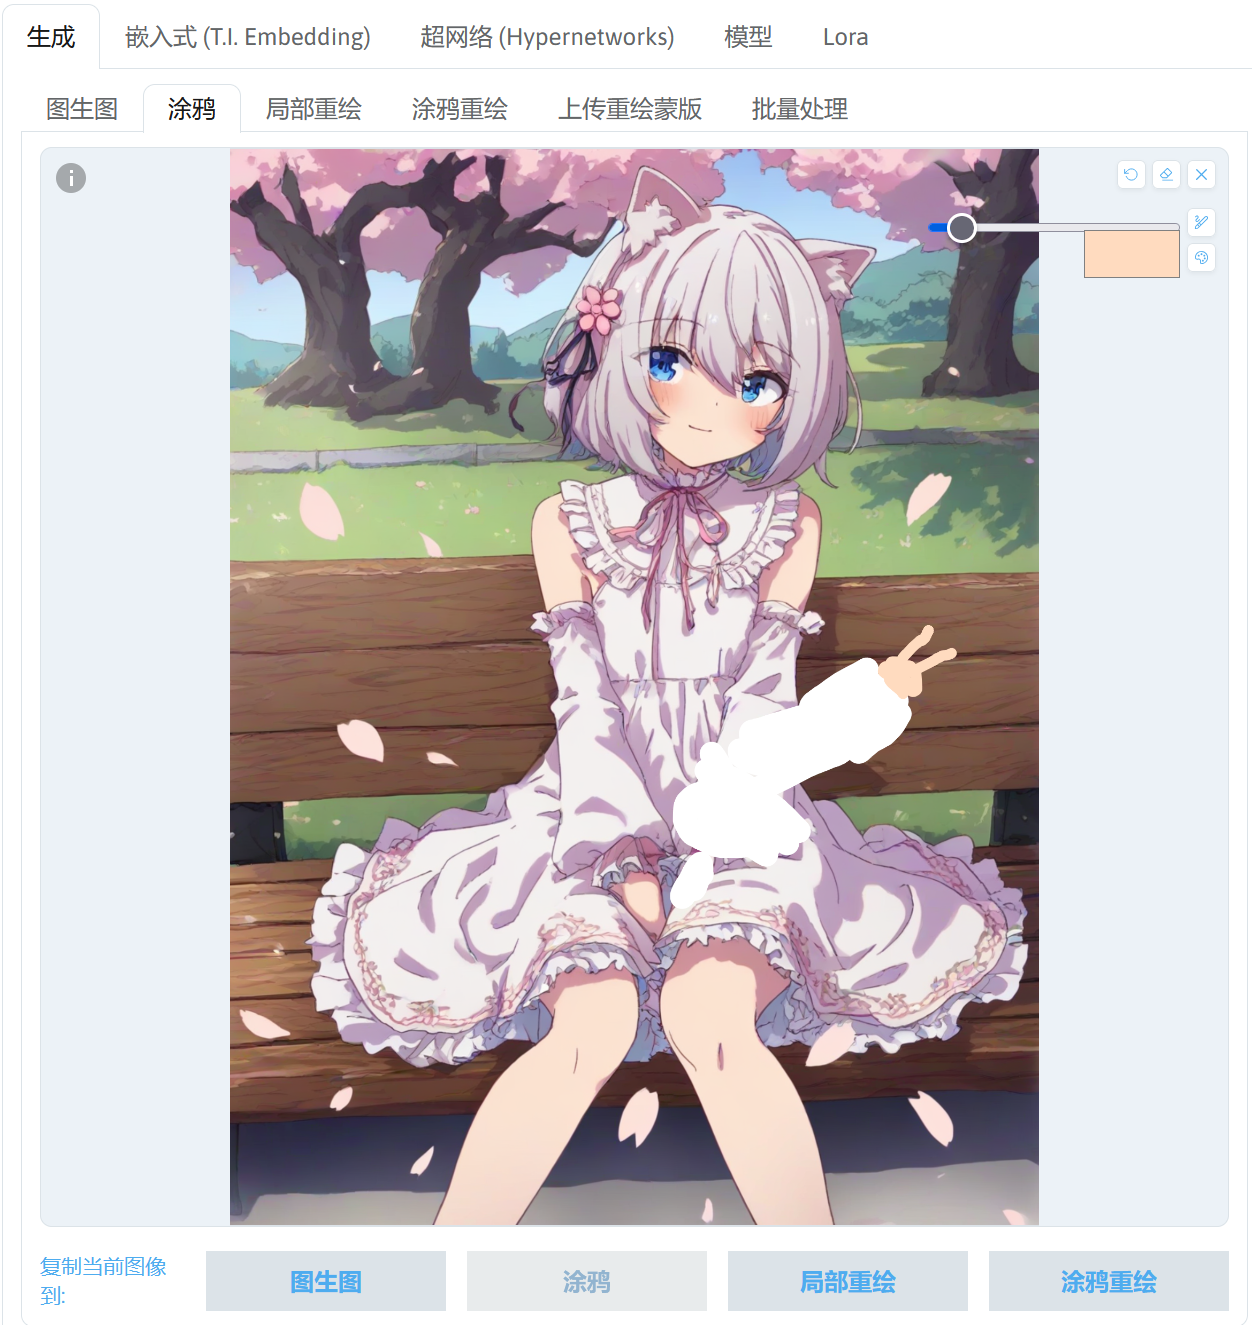 生成 嵌入式 (T.I. Embedding) 超网络 (Hypernetworks) 模型 Lora
图生图 涂鸦 局部重绘 涂鸦重绘 上传重绘蒙版 批量处理
复制当前图像
到:
图生图 涂鸦 局部重绘 涂鸦重绘